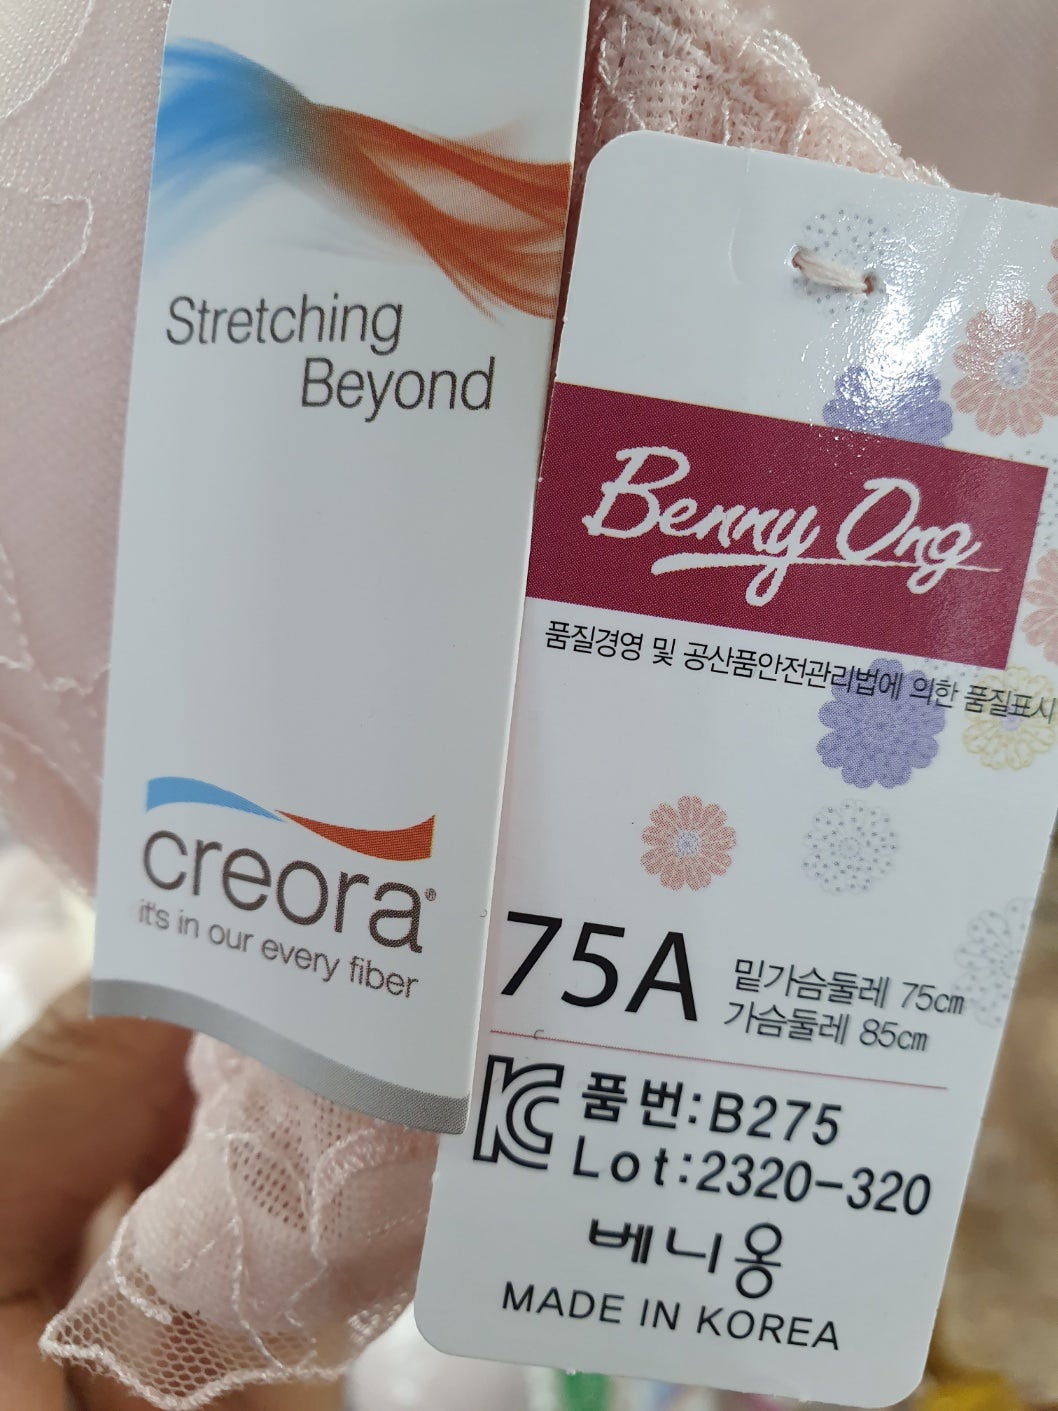 Stretching
Beyond
creora®
it's in our every fiber
Benny Ong
품질경영 및 공산품안전관리법에 의한 품질표시
75A
밑가슴둘레 75cm
가슴둘레 85cm
품번:B275
Lot:2320-320
베니옹
MADE IN KOREA